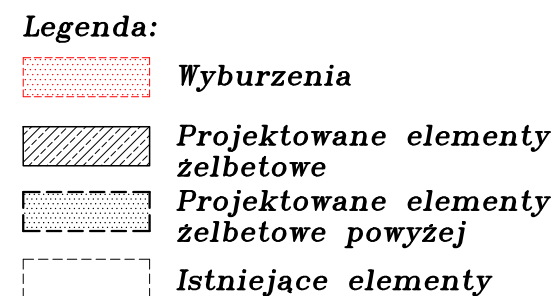 Legenda:
Wyburzenia
Projektowane elementy
żelbetowe
Projektowane elementy
żelbetowe powyżej
Istniejące elementy